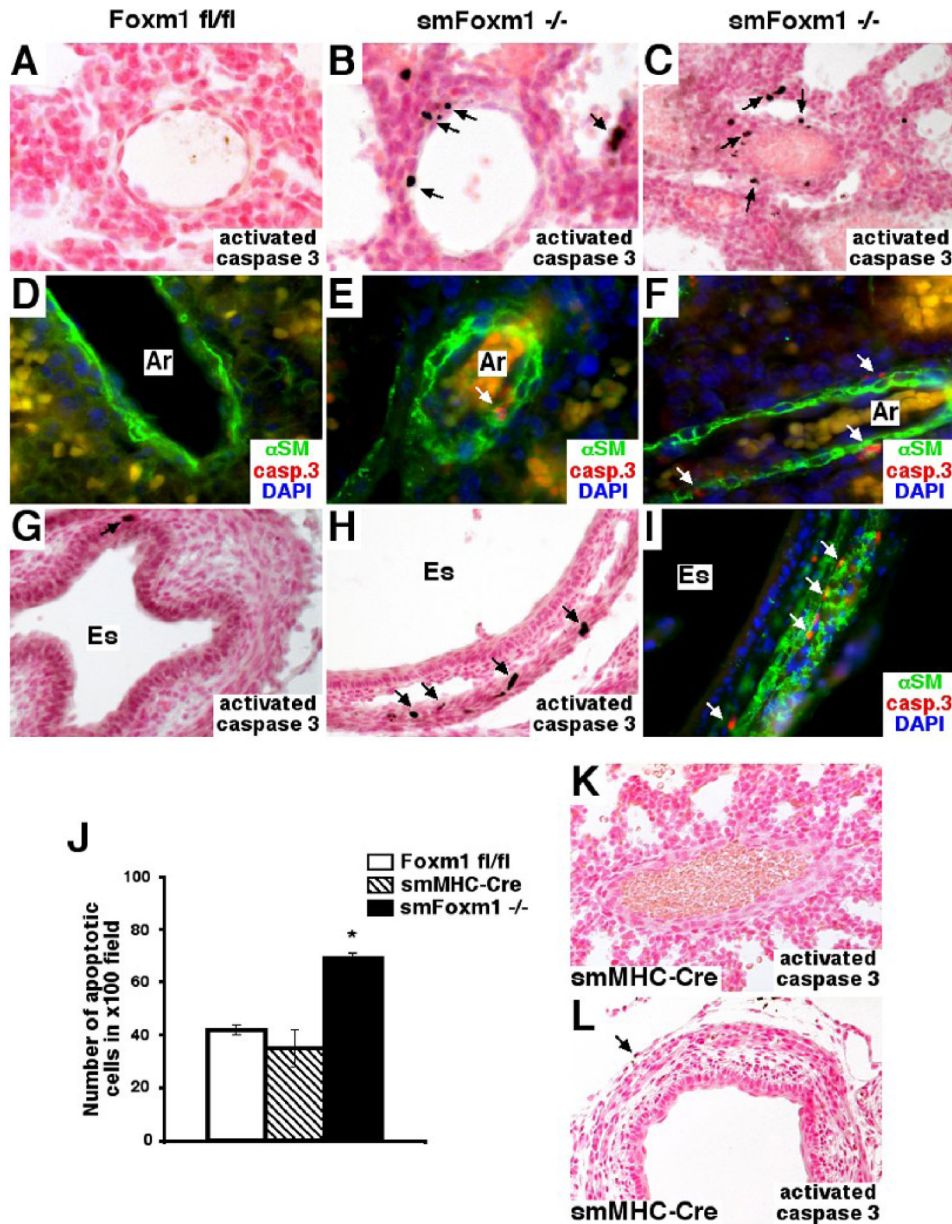 Foxm1 fl/fl
smFoxm1 -/-
smFoxm1 -/-
A
activated
caspase 3
B
activated
caspase 3
C
activated
caspase 3
D
Ar
αSM
casp.3
DAPI
E
Ar
αSM
casp.3
DAPI
F
Ar
αSM
casp.3
DAPI
G
Es
activated
caspase 3
H
Es
activated
caspase 3
I
Es
αSM
casp.3
DAPI
J
Foxm1 fl/fl
smMHC-Cre
smFoxm1 -/-
Number of apoptotic
cells in x100 field
100
80
60
40
20
0
*
K
smMHC-Cre
activated
caspase 3
L
smMHC-Cre
activated
caspase 3